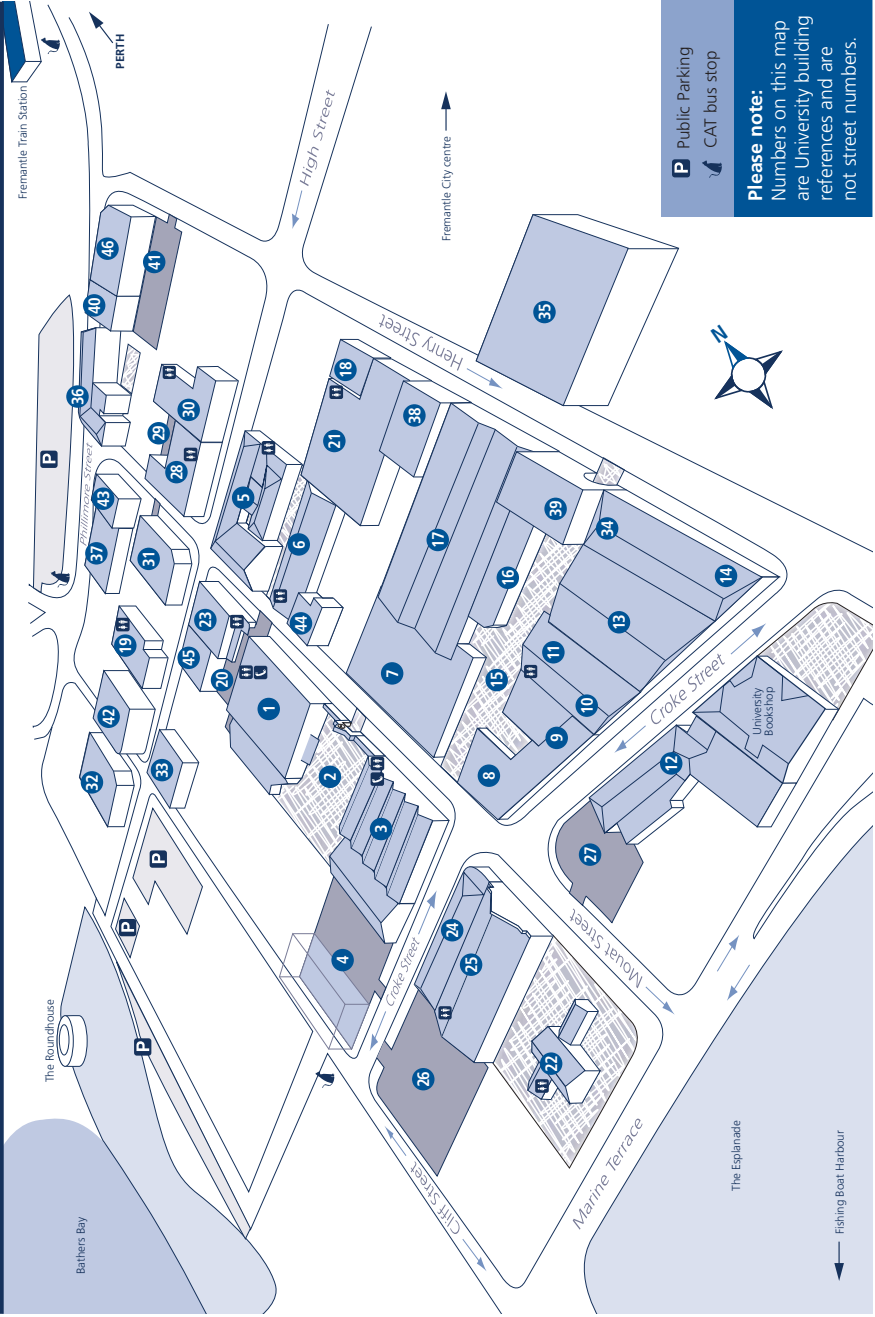 Fremantle Train Station
PERTH
High Street
Fremantle City centre
P Public Parking
CAT bus stop
Please note:
Numbers on this map
are University building
references and are
not street numbers.
Phillimore Street
P
46
40
41
36
30
29
28
43
37
31
19
42
32
33
23
45
20
5
6
44
18
21
38
Henry Street
35
N
17
16
39
34
14
13
7
15
11
10
9
8
1
2
3
4
Croke Street
University
Bookshop
12
27
Mouat Street
Croke Street
24
25
26
22
P
P
P
The Roundhouse
Bathers Bay
Cliff Street
Marine Terrace
The Esplanade
Fishing Boat Harbour